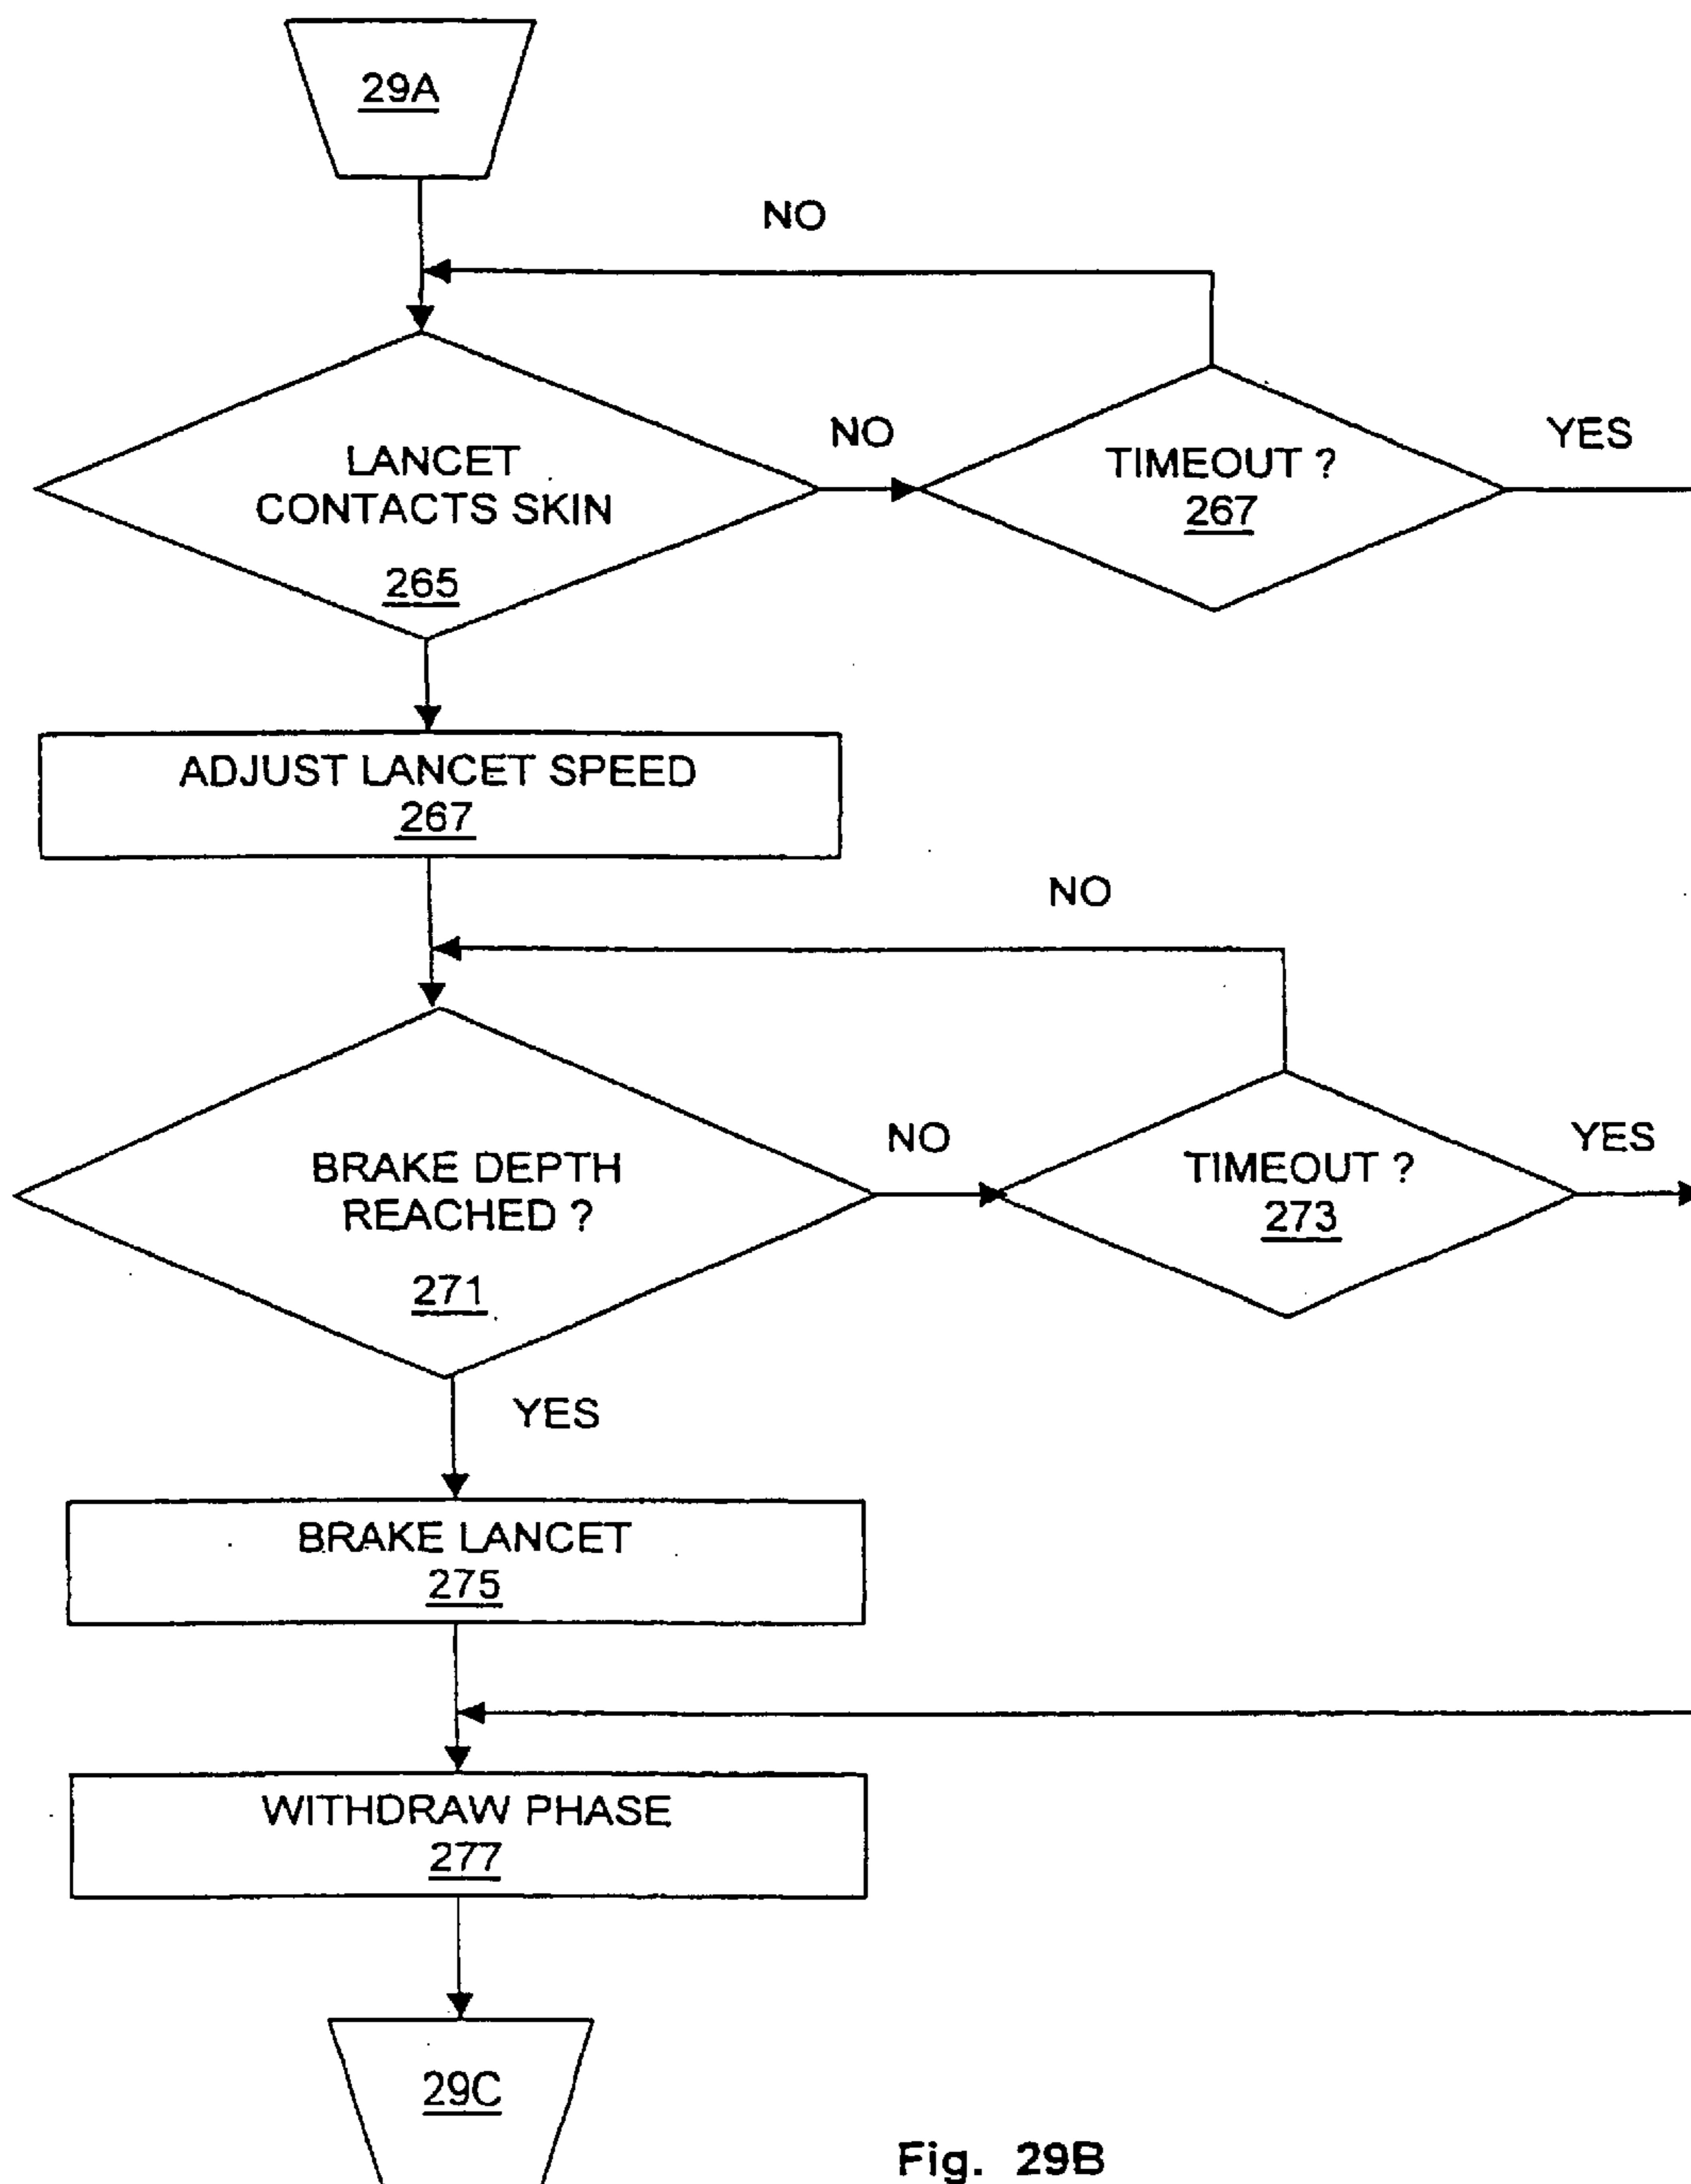 29A
NO
LANCET
CONTACTS SKIN
265
NO
TIMEOUT ?
267
YES
ADJUST LANCET SPEED
267
NO
BRAKE DEPTH
REACHED ?
271
NO
TIMEOUT ?
273
YES
YES
BRAKE LANCET
275
WITHDRAW PHASE
277
29C
Fig. 29B